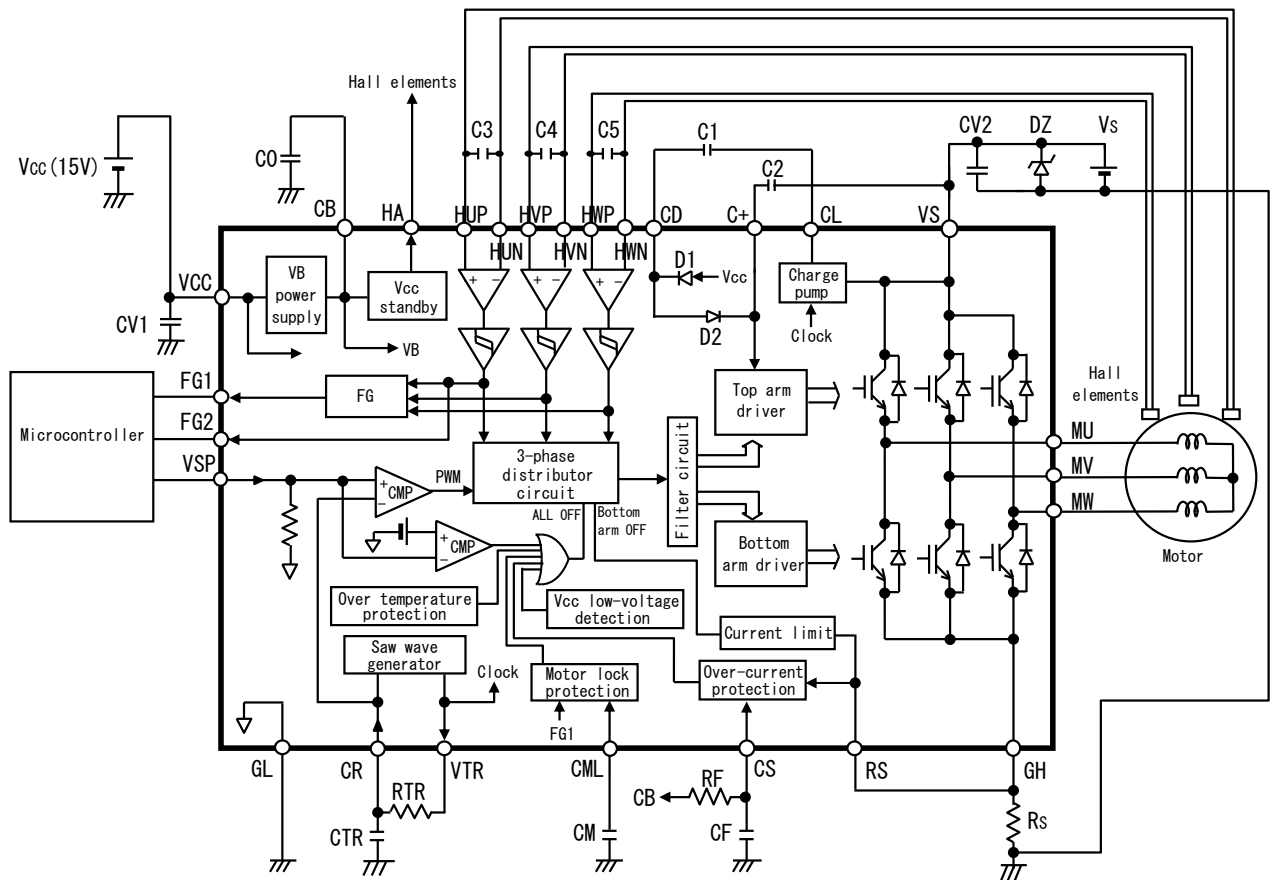 Hall elements
VCC(15V)
C0
C3
C4
C5
C1
C2
CV2
DZ
VS
CB
HA
HUP
HUN
HVP
HVN
HWP
HWN
CD
C+
CL
VS
VCC
CV1
VB
power
supply
Vcc
standby
VB
D1
Vcc
D2
Charge
pump
Clock
Hall
elements
Microcontroller
FG1
FG2
VSP
FG
Top arm
driver
Filter circuit
MU
MV
MW
Motor
CMP
PWM
3-phase
distributor
circuit
ALL OFF
Bottom
arm OFF
CMP
Bottom
arm driver
Over temperature
protection
Vcc low-voltage
detection
Current limit
Saw wave
generator
Clock
Motor lock
protection
FG1
Over-current
protection
GL
CR
VTR
CML
CS
RS
GH
RTR
CTR
CM
CB
RF
CF
RS